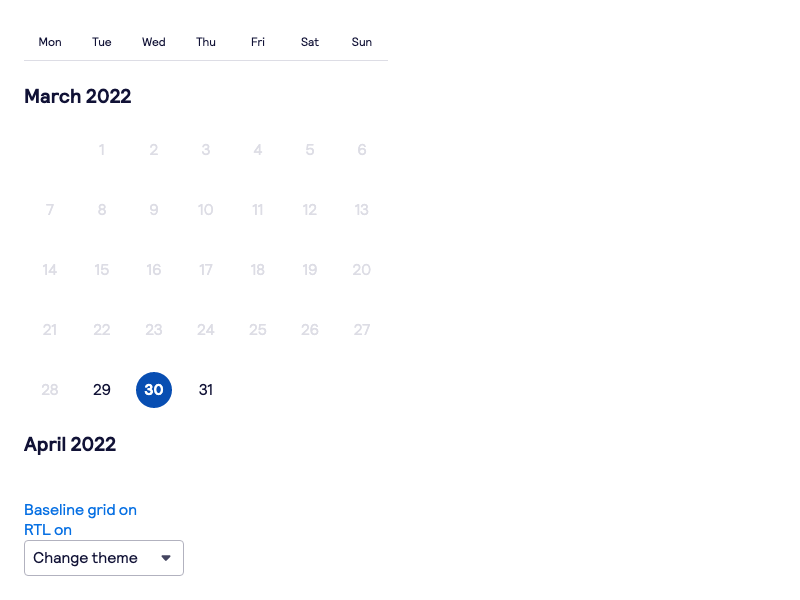 Mon Tue Wed Thu Fri Sat Sun
March 2022
1 2 3 4 5 6
7 8 9 10 11 12 13
14 15 16 17 18 19 20
21 22 23 24 25 26 27
28 29 30 31
April 2022
Baseline grid on
RTL on
Change theme